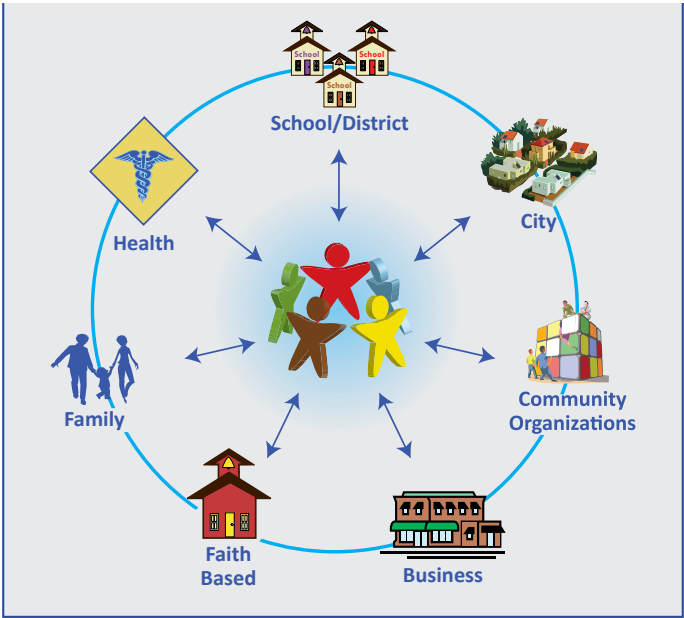 School
School
School
School/District
City
Health
Community
Organizations
Family
Faith
Based
Business